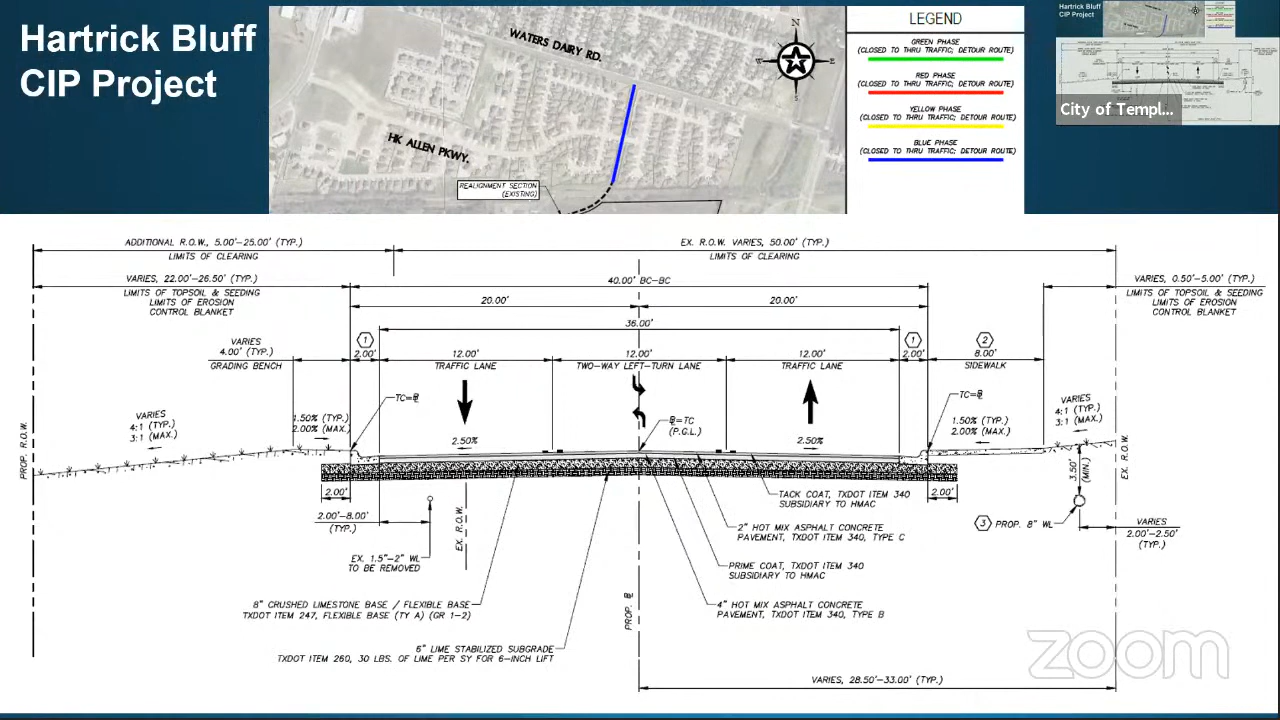 Hartrick Bluff
CIP Project
WATERS DAIRY RD.
HK ALLEN PKWY.
REALIGNMENT SECTION
(EXISTING)
N
W
E
S
LEGEND
GREEN PHASE
(CLOSED TO THRU TRAFFIC; DETOUR ROUTE)
RED PHASE
(CLOSED TO THRU TRAFFIC; DETOUR ROUTE)
YELLOW PHASE
(CLOSED TO THRU TRAFFIC; DETOUR ROUTE)
BLUE PHASE
(CLOSED TO THRU TRAFFIC; DETOUR ROUTE)
Hartrick Bluff
CIP Project
City of Templ...
ADDITIONAL R.O.W., 5.00'-25.00' (TYP.)
LIMITS OF CLEARING
EX. R.O.W. VARIES, 50.00' (TYP.)
LIMITS OF CLEARING
VARIES, 22.00'-26.50' (TYP.)
LIMITS OF TOPSOIL & SEEDING
LIMITS OF EROSION
CONTROL BLANKET
40.00' BC-BC
VARIES, 0.50'-5.00' (TYP.)
LIMITS OF TOPSOIL & SEEDING
LIMITS OF EROSION
CONTROL BLANKET
20.00'
20.00'
36.00'
VARIES
4.00' (TYP.)
GRADING BENCH
1
2.00'
12.00'
TRAFFIC LANE
12.00'
TWO-WAY LEFT-TURN LANE
12.00'
TRAFFIC LANE
1
2.00'
2
8.00'
SIDEWALK
VARIES
4:1 (TYP.)
3:1 (MAX.)
1.50% (TYP.)
2.00% (MAX.)
TC=
2.50%
=TC
(P.G.L.)
2.50%
TC=
1.50% (TYP.)
2.00% (MAX.)
VARIES
4:1 (TYP.)
3:1 (MAX.)
PROP. R.O.W.
EX. R.O.W.
2.00'
2.00'
3.50'
(MIN.)
2.00'-8.00'
(TYP.)
EX. R.O.W.
EX. 1.5"-2" WL
TO BE REMOVED
TACK COAT, TXDOT ITEM 340
SUBSIDIARY TO HMAC
3 PROP. 8" WL
VARIES
2.00'-2.50'
(TYP.)
2" HOT MIX ASPHALT CONCRETE
PAVEMENT, TXDOT ITEM 340, TYPE C
PRIME COAT, TXDOT ITEM 340
SUBSIDIARY TO HMAC
8" CRUSHED LIMESTONE BASE / FLEXIBLE BASE
TXDOT ITEM 247, FLEXIBLE BASE (TY A) (GR 1-2)
PROP.
4" HOT MIX ASPHALT CONCRETE
PAVEMENT, TXDOT ITEM 340, TYPE B
6" LIME STABILIZED SUBGRADE
TXDOT ITEM 260, 30 LBS. OF LIME PER SY FOR 6-INCH LIFT
VARIES, 28.50'-33.00' (TYP.)
zoom